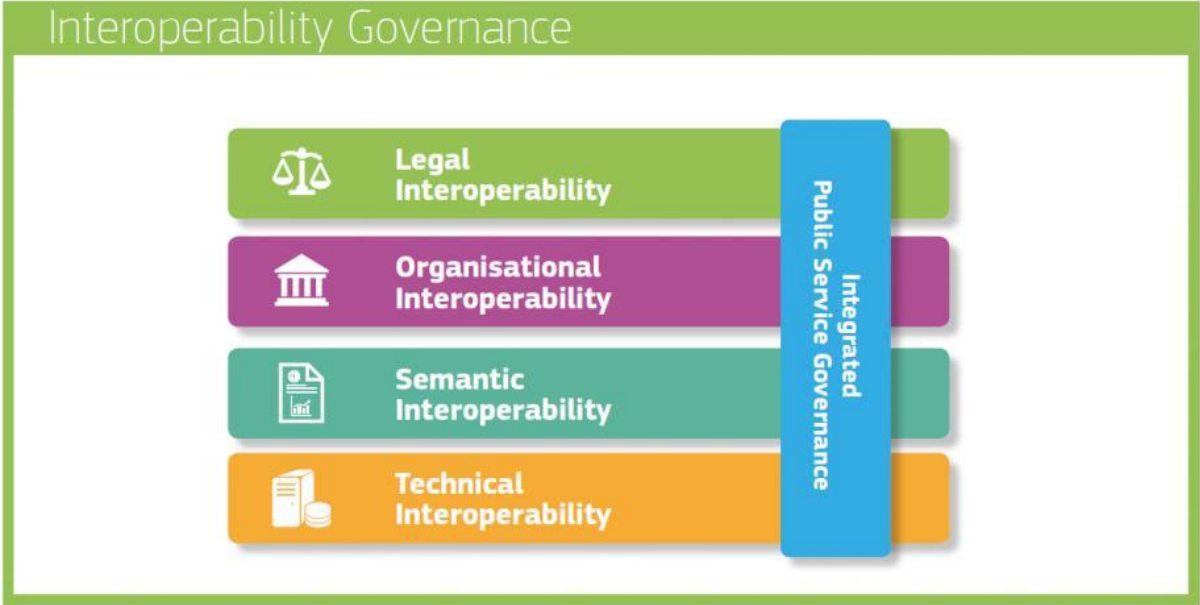 Interoperability Governance
Legal
Interoperability
Organisational
Interoperability
Semantic
Interoperability
Technical
Interoperability
Integrated
Public Service Governance